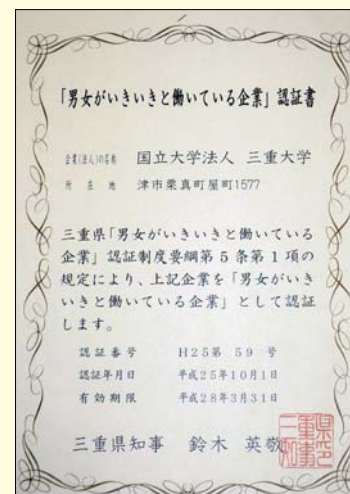 「男女がいきいきと働いている企業」認証書
企業(法人)の名称 国立大学法人 三重大学
所在地 津市栗真町屋町1577
三重県「男女がいきいきと働いている
企業」認証制度要綱第5条第1項の
規定により、上記企業を「男女がいき
いきと働いている企業」として認証
します。
認証番号 H25第 59 号
認証年月日 平成25年10月1日
有効期限 平成28年3月31日
三重県知事 鈴木 英敬